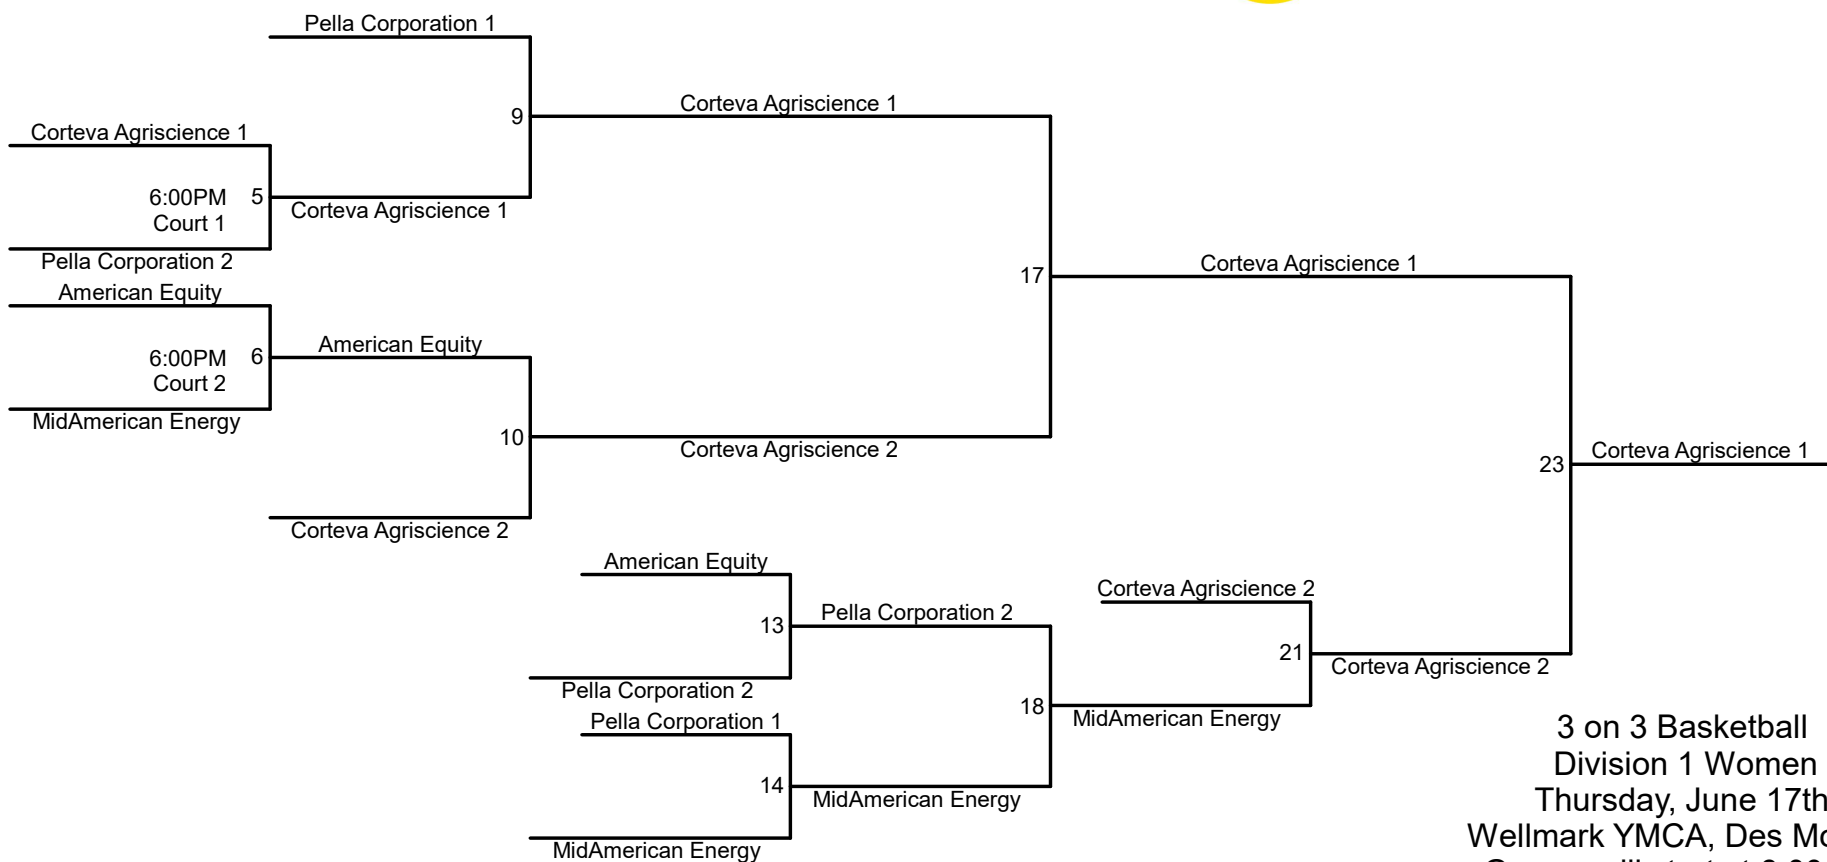 Pella Corporation 1
9
Corteva Agriscience 1
Corteva Agriscience 1
6:00PM 5
Court 1
Corteva Agriscience 1
Pella Corporation 2
American Equity
6:00PM 6
Court 2
American Equity
MidAmerican Energy
10
Corteva Agriscience 2
Corteva Agriscience 2
17
Corteva Agriscience 1
23
Corteva Agriscience 1
American Equity
13
Pella Corporation 2
Pella Corporation 2
Pella Corporation 1
14
MidAmerican Energy
MidAmerican Energy
18
MidAmerican Energy
Corteva Agriscience 2
21
Corteva Agriscience 2
3 on 3 Basketball
Division 1 Women
Thursday, June 17th
Wellmark YMCA, Des